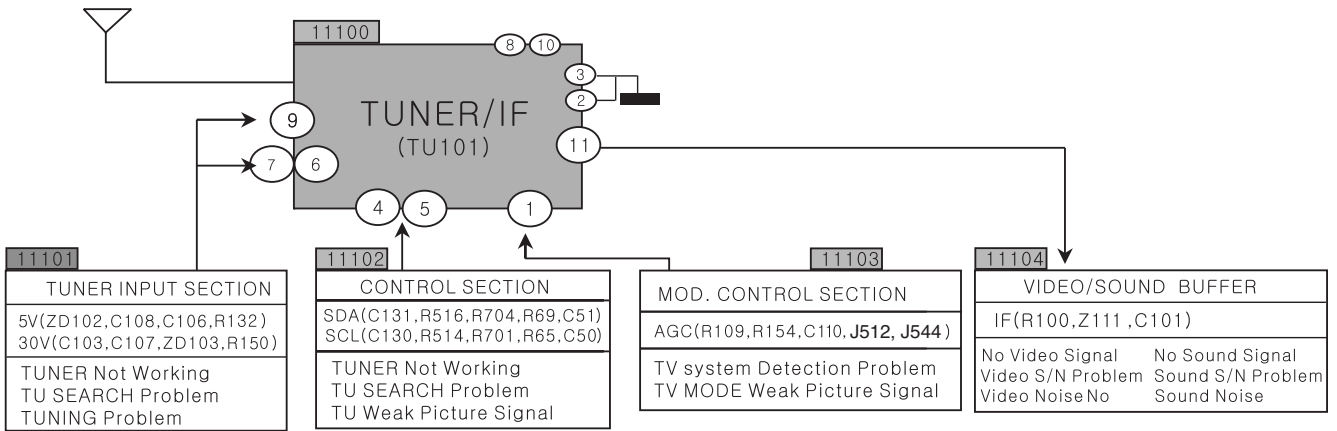 11100
8 10
3
2
TUNER/IF
(TU101)
9
11
7 6
4 5 1
11101
TUNER INPUT SECTION
5V(ZD102,C108,C106,R132)
30V(C103,C107,ZD103,R150)
TUNER Not Working
TU SEARCH Problem
TUNING Problem
11102
CONTROL SECTION
SDA(C131,R516,R704,R69,C51)
SCL(C130,R514,R701,R65,C50)
TUNER Not Working
TU SEARCH Problem
TU Weak Picture Signal
11103
MOD. CONTROL SECTION
AGC(R109,R154,C110,J512, J544)
TV system Detection Problem
TV MODE Weak Picture Signal
11104
VIDEO/SOUND BUFFER
IF(R100,Z111,C101)
No Video Signal No Sound Signal
Video S/N Problem Sound S/N Problem
Video Noise No Sound Noise